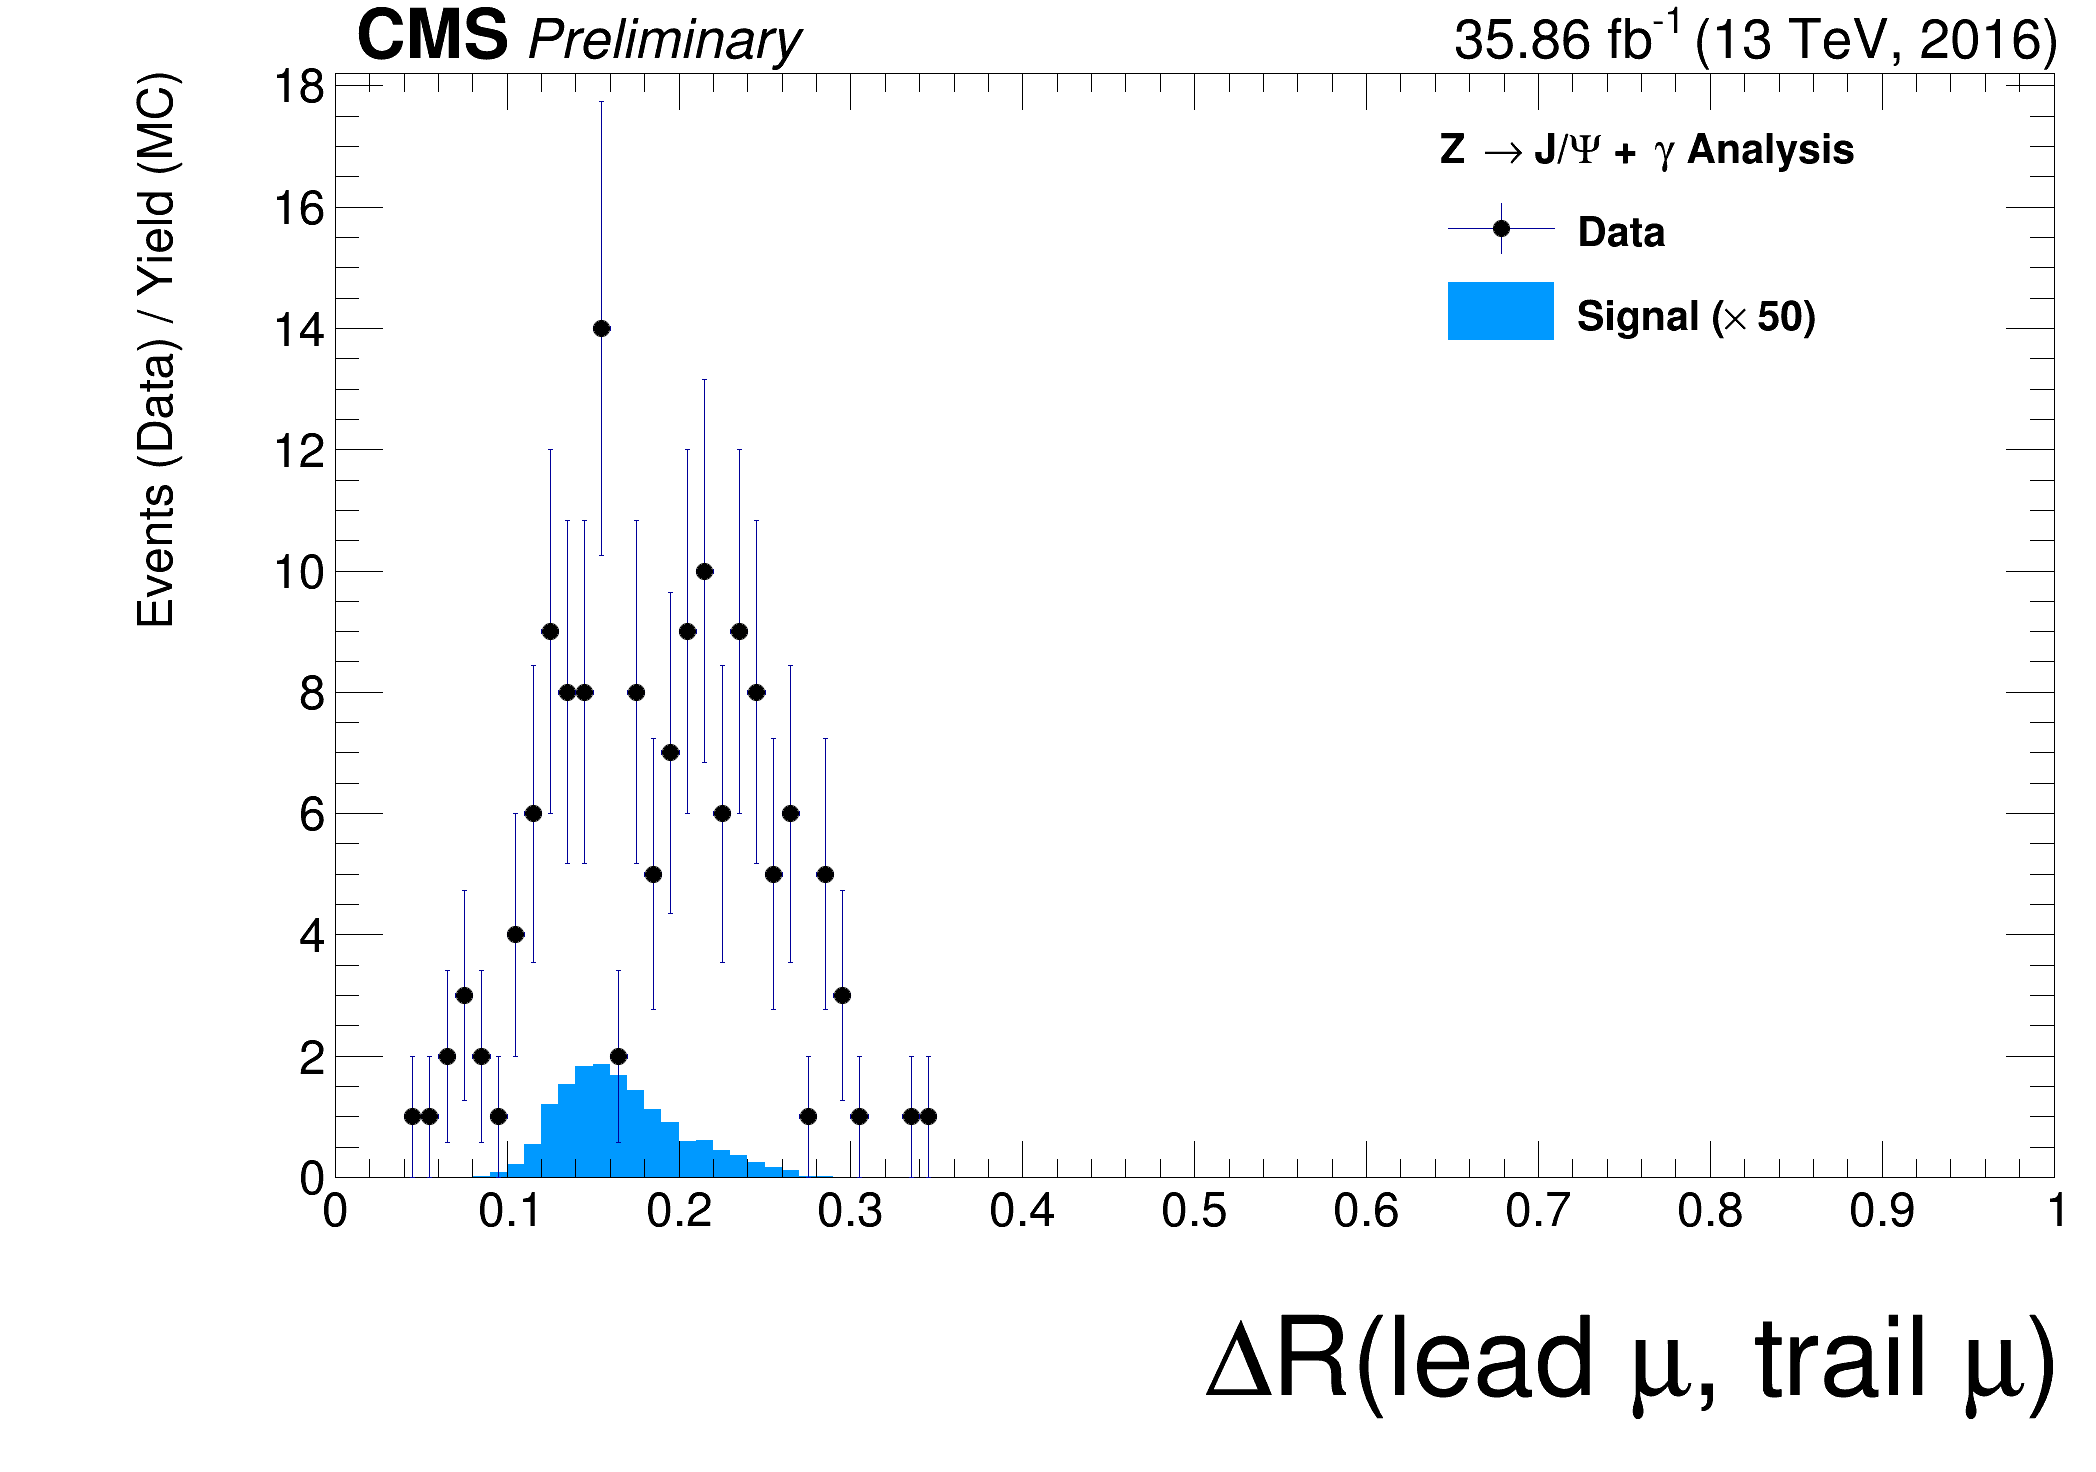 CMS Preliminary
35.86 fb⁻¹ (13 TeV, 2016)
Events (Data) / Yield (MC)
18
16
14
12
10
8
6
4
2
0
Z → J/Ψ + γ Analysis
Data
Signal (× 50)
0 0.1 0.2 0.3 0.4 0.5 0.6 0.7 0.8 0.9 1
ΔR(lead μ, trail μ)